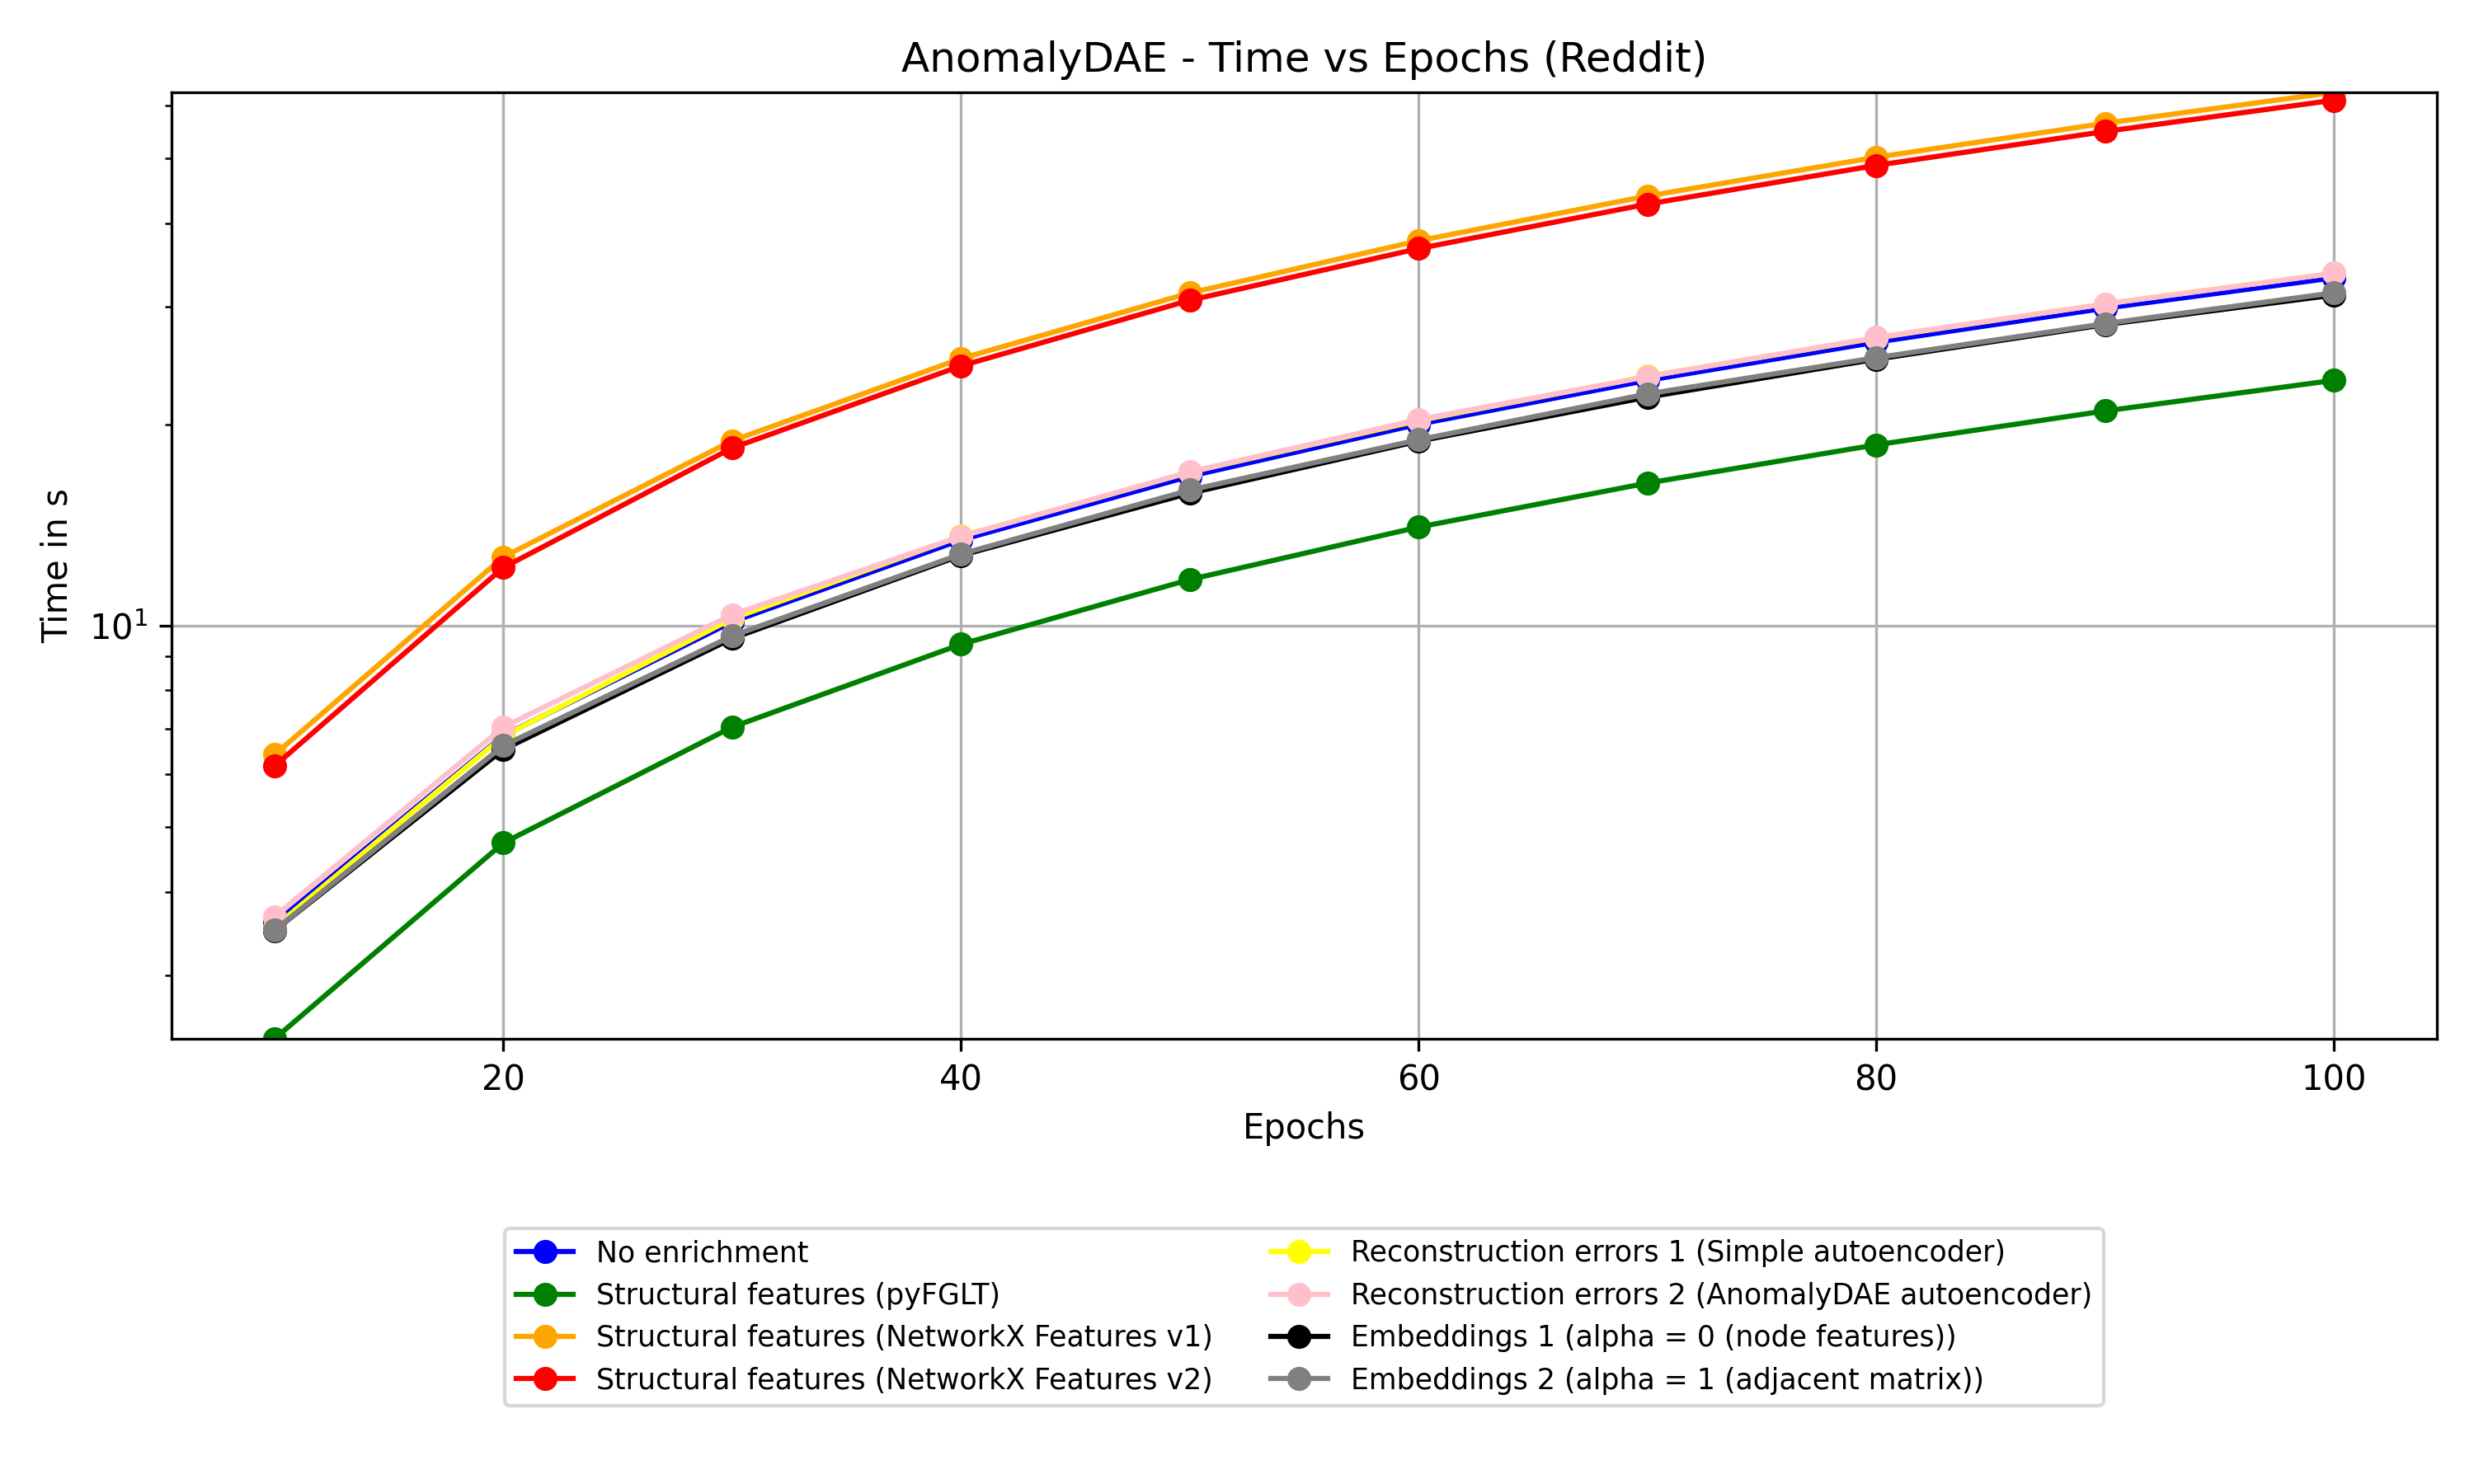 AnomalyDAE - Time vs Epochs (Reddit)
Time in s
10¹
20 40 60 80 100
Epochs
No enrichment
Structural features (pyFGLT)
Structural features (NetworkX Features v1)
Structural features (NetworkX Features v2)
Reconstruction errors 1 (Simple autoencoder)
Reconstruction errors 2 (AnomalyDAE autoencoder)
Embeddings 1 (alpha = 0 (node features))
Embeddings 2 (alpha = 1 (adjacent matrix))